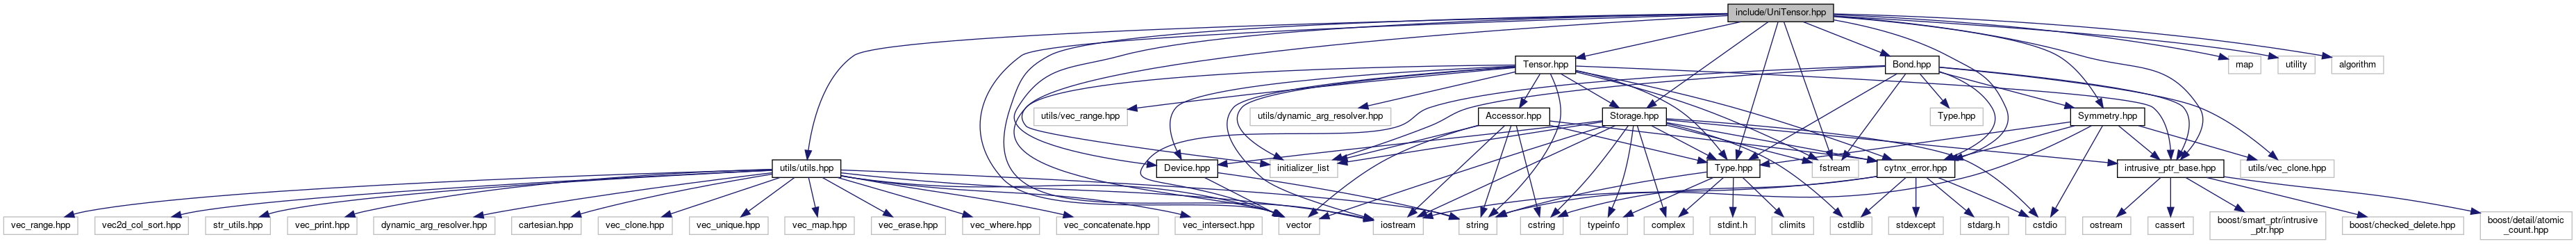 include/UniTensor.hpp
Tensor.hpp
Bond.hpp
map
utility
algorithm
utils/vec_range.hpp
utils/dynamic_arg_resolver.hpp
Accessor.hpp
Storage.hpp
Type.hpp
Symmetry.hpp
utils/utils.hpp
Device.hpp
initializer_list
Type.hpp
fstream
cytnx_error.hpp
intrusive_ptr_base.hpp
utils/vec_clone.hpp
vec_range.hpp
vec2d_col_sort.hpp
str_utils.hpp
vec_print.hpp
dynamic_arg_resolver.hpp
cartesian.hpp
vec_clone.hpp
vec_unique.hpp
vec_map.hpp
vec_erase.hpp
vec_where.hpp
vec_concatenate.hpp
vec_intersect.hpp
vector
iostream
string
cstring
typeinfo
complex
stdint.h
climits
cstdlib
stdexcept
stdarg.h
cstdio
ostream
cassert
boost/smart_ptr/intrusive
_ptr.hpp
boost/checked_delete.hpp
boost/detail/atomic
_count.hpp